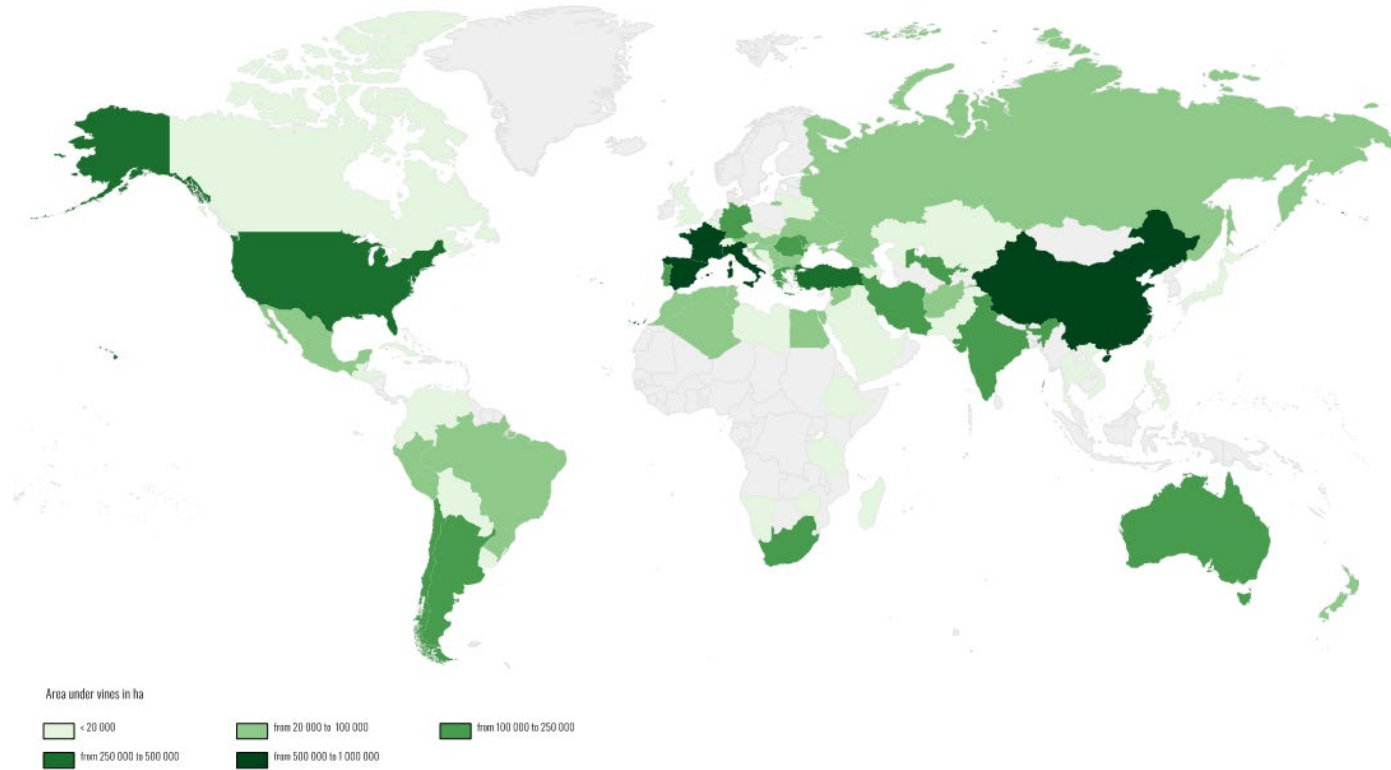 Area under vines in ha
< 20 000
from 20 000 to 100 000
from 100 000 to 250 000
from 250 000 to 500 000
from 500 000 to 1 000 000